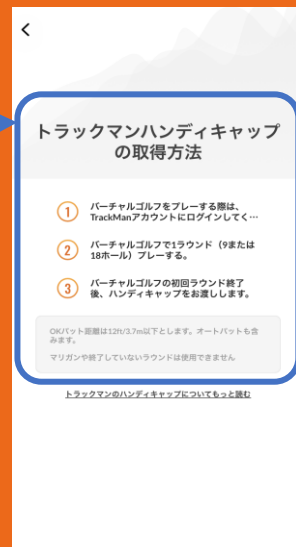 トラックマンハンディキャップ
の取得方法
1
バーチャルゴルフをプレーする際は、
TrackManアカウントにログインしてく…
2
バーチャルゴルフで1ラウンド（9または
18ホール）プレーする。
3
バーチャルゴルフの初回ラウンド終了
後、ハンディキャップをお渡しします。
OKパット距離は12ft/3.7m以下とします。オートパットも含
みます。
マリガンや終了していないラウンドは使用できません
トラックマンのハンディキャップについてもっと読む